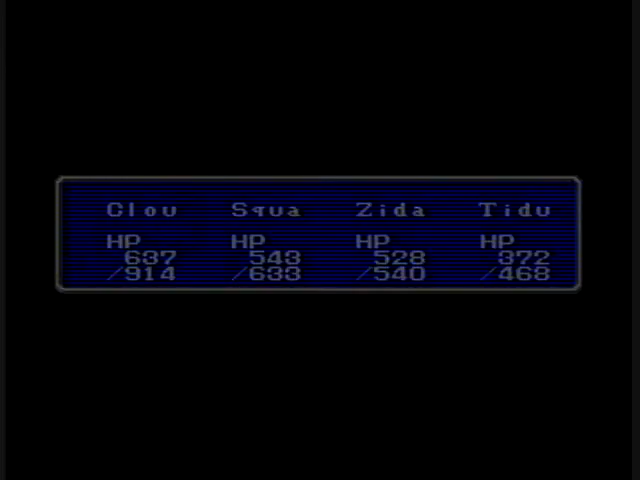 Clou Squa Zida Tidu
HP HP HP HP
637 543 528 372
/914 /633 /540 /468